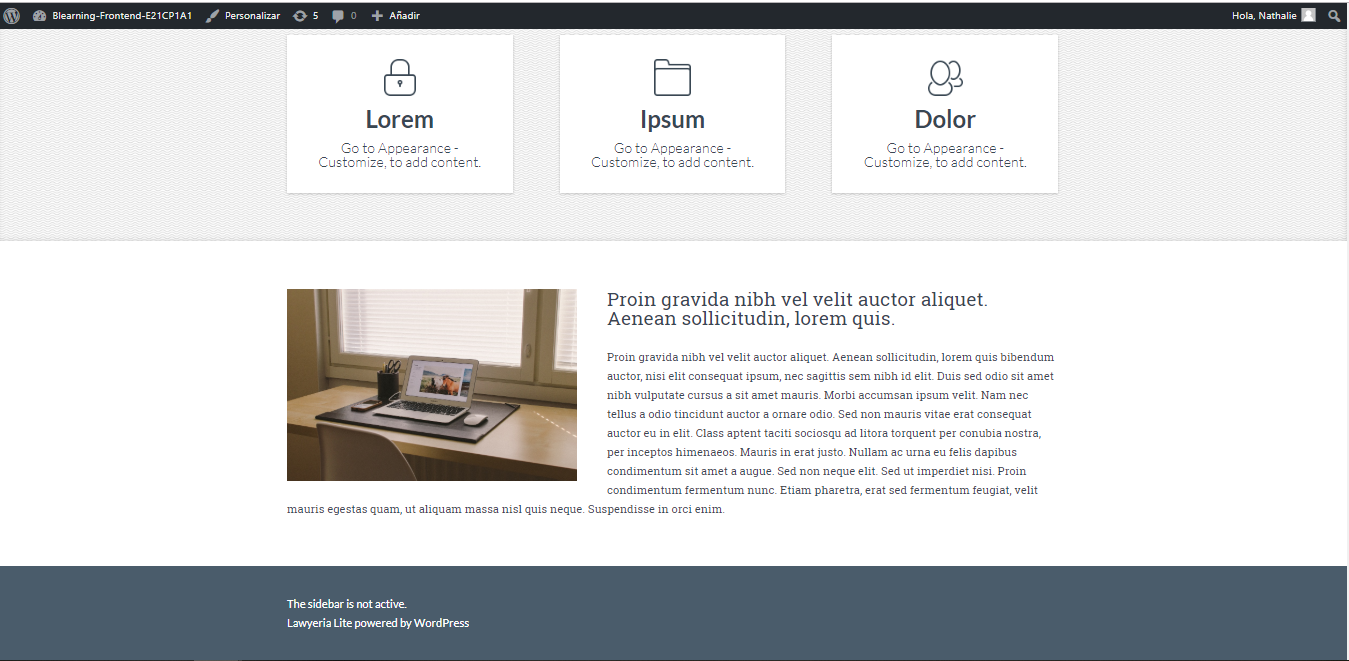 Blearning-Frontend-E21CP1A1 Personalizar 5 0 Añadir Hola, Nathalie
Lorem Ipsum Dolor
Go to Appearance - Go to Appearance - Go to Appearance -
Customize, to add content. Customize, to add content. Customize, to add content.
Proin gravida nibh vel velit auctor aliquet.
Aenean sollicitudin, lorem quis.
Proin gravida nibh vel velit auctor aliquet. Aenean sollicitudin, lorem quis bibendum
auctor, nisi elit consequat ipsum, nec sagittis sem nibh id elit. Duis sed odio sit amet
nibh vulputate cursus a sit amet mauris. Morbi accumsan ipsum velit. Nam nec
tellus a odio tincidunt auctor a ornare odio. Sed non mauris vitae erat consequat
auctor eu in elit. Class aptent taciti sociosqu ad litora torquent per conubia nostra,
per inceptos himenaeos. Mauris in erat justo. Nullam ac urna eu felis dapibus
condimentum sit amet a augue. Sed non neque elit. Sed ut imperdiet nisi. Proin
condimentum fermentum nunc. Etiam pharetra, erat sed fermentum feugiat, velit
mauris egestas quam, ut aliquam massa nisl quis neque. Suspendisse in orci enim.
The sidebar is not active.
Lawyeria Lite powered by WordPress